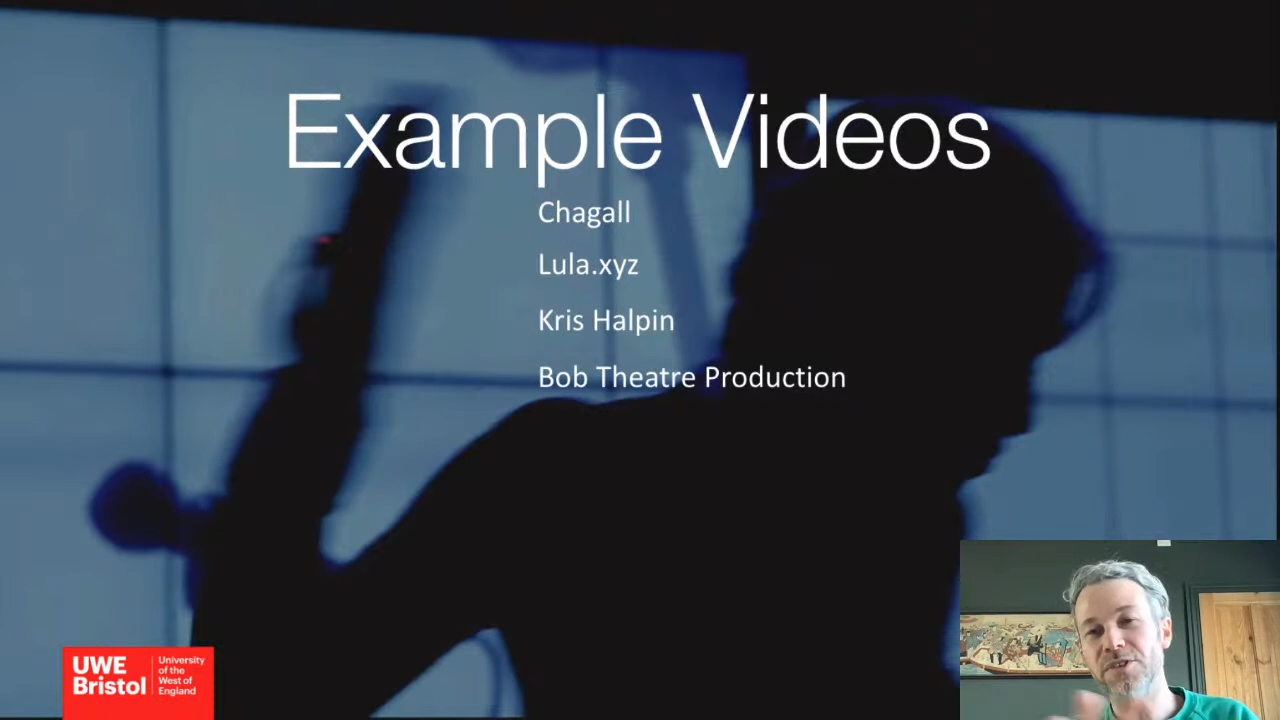 Example Videos
Chagall
Lula.xyz
Kris Halpin
Bob Theatre Production
UWE
Bristol
University
of the
West of
England